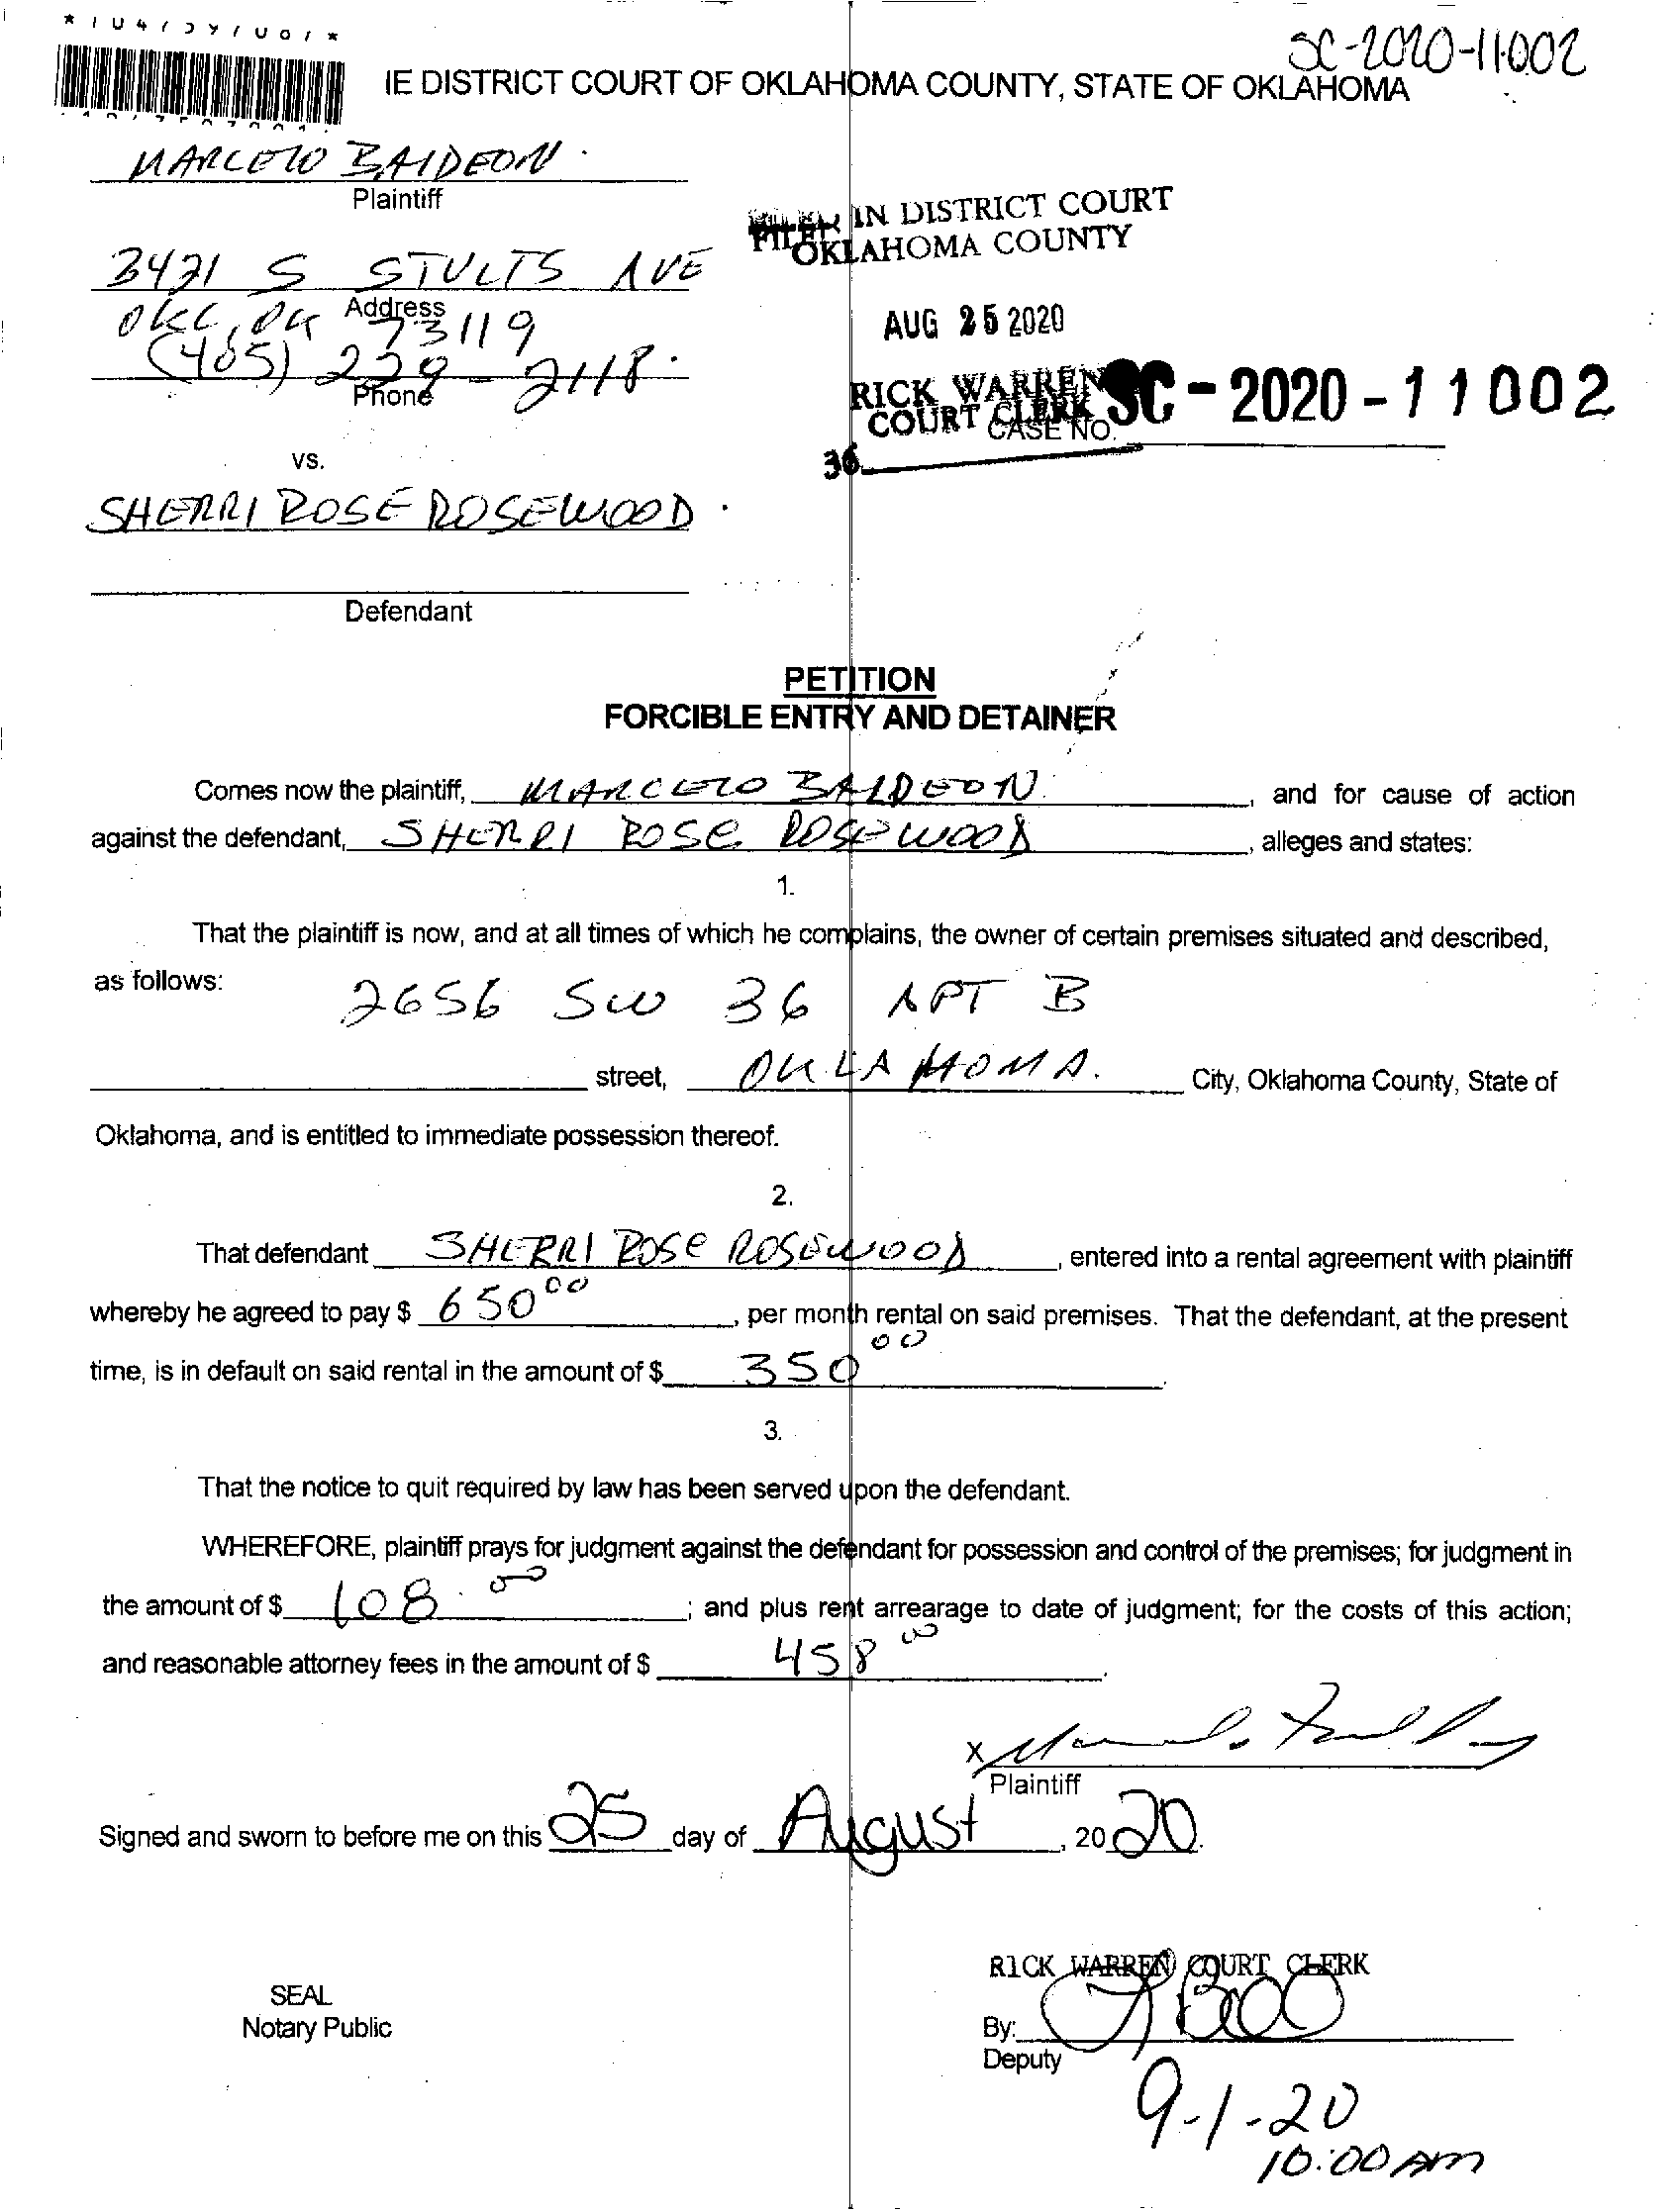 SC-2020-11002
IE DISTRICT COURT OF OKLAHOMA COUNTY, STATE OF OKLAHOMA
MARCELO BALDEON.
Plaintiff
IN DISTRICT COURT
OKLAHOMA COUNTY
3421 S STULTS AVE
Address
OKC, OK 73119
AUG 25 2020
(405) 229-2118.
Phone
RICK WARREN
COURT CLERK
SC-2020-11002
CASE NO.
36
vs.
SHERRI ROSE ROSEWOOD.
Defendant
PETITION
FORCIBLE ENTRY AND DETAINER
Comes now the plaintiff, MARCELO BALDEON. , and for cause of action
against the defendant, SHERRI ROSE ROSEWOOD , alleges and states:
1.
That the plaintiff is now, and at all times of which he complains, the owner of certain premises situated and described,
as follows:
2656 SW 36 APT B
street, OKLAHOMA. City, Oklahoma County, State of
Oklahoma, and is entitled to immediate possession thereof.
2.
That defendant SHERRI ROSE ROSEWOOD , entered into a rental agreement with plaintiff
whereby he agreed to pay $ 650 00 , per month rental on said premises. That the defendant, at the present
time, is in default on said rental in the amount of $ 350 00 .
3.
That the notice to quit required by law has been served upon the defendant.
WHEREFORE, plaintiff prays for judgment against the defendant for possession and control of the premises; for judgment in
the amount of $ 108.00 ; and plus rent arrearage to date of judgment; for the costs of this action;
and reasonable attorney fees in the amount of $ 458 00 .
x
Plaintiff
Signed and sworn to before me on this 25 day of August , 2020.
RICK WARREN COURT CLERK
SEAL
Notary Public
By:
Deputy
9-1-20
10:00 AM